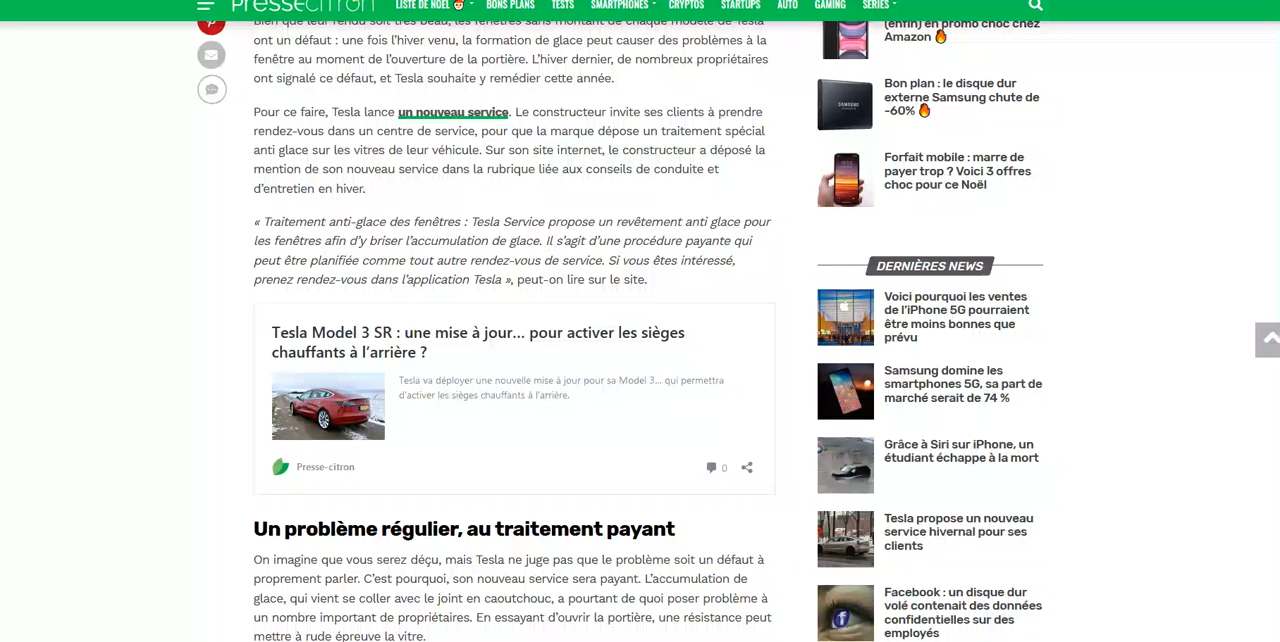 PRESSE-CITRON
LISTE DE NOËL
BONS PLANS
TESTS
SMARTPHONES
CRYPTOS
STARTUPS
AUTO
GAMING
SÉRIES
Bien que leur rendu soit très beau, les fenêtres sans montant de chaque modèle de Tesla
ont un défaut : une fois l’hiver venu, la formation de glace peut causer des problèmes à la
fenêtre au moment de l’ouverture de la portière. L’hiver dernier, de nombreux propriétaires
ont signalé ce défaut, et Tesla souhaite y remédier cette année.
Pour ce faire, Tesla lance un nouveau service. Le constructeur invite ses clients à prendre
rendez-vous dans un centre de service, pour que la marque dépose un traitement spécial
anti glace sur les vitres de leur véhicule. Sur son site internet, le constructeur a déposé la
mention de son nouveau service dans la rubrique liée aux conseils de conduite et
d’entretien en hiver.
« Traitement anti-glace des fenêtres : Tesla Service propose un revêtement anti glace pour
les fenêtres afin d’y briser l’accumulation de glace. Il s’agit d’une procédure payante qui
peut être planifiée comme tout autre rendez-vous de service. Si vous êtes intéressé,
prenez rendez-vous dans l’application Tesla », peut-on lire sur le site.
Tesla Model 3 SR : une mise à jour… pour activer les sièges
chauffants à l’arrière ?
Tesla va déployer une nouvelle mise à jour pour sa Model 3... qui permettra
d’activer les sièges chauffants à l’arrière.
Presse-citron
0
Un problème régulier, au traitement payant
On imagine que vous serez déçu, mais Tesla ne juge pas que le problème soit un défaut à
proprement parler. C’est pourquoi, son nouveau service sera payant. L’accumulation de
glace, qui vient se coller avec le joint en caoutchouc, a pourtant de quoi poser problème à
un nombre important de propriétaires. En essayant d’ouvrir la portière, une résistance peut
mettre à rude épreuve la vitre.
(enfin) en promo choc chez
Amazon 🔥
SAMSUNG
Bon plan : le disque dur
externe Samsung chute de
-60% 🔥
Forfait mobile : marre de
payer trop ? Voici 3 offres
choc pour ce Noël
DERNIÈRES NEWS
Voici pourquoi les ventes
de l’iPhone 5G pourraient
être moins bonnes que
prévu
Samsung domine les
smartphones 5G, sa part de
marché serait de 74 %
Grâce à Siri sur iPhone, un
étudiant échappe à la mort
Tesla propose un nouveau
service hivernal pour ses
clients
Facebook : un disque dur
volé contenait des données
confidentielles sur des
employés